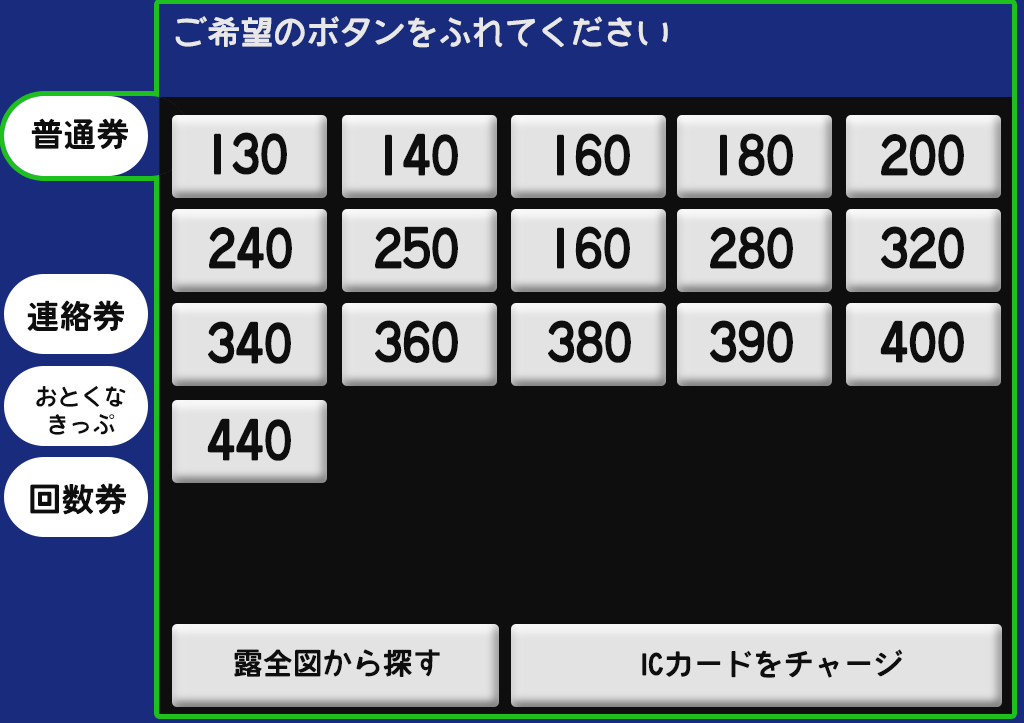 ご希望のボタンをふれてください
普通券
130 140 160 180 200
240 250 160 280 320
連絡券
340 360 380 390 400
おとくな
きっぷ
440
回数券
露全図から探す
ICカードをチャージ